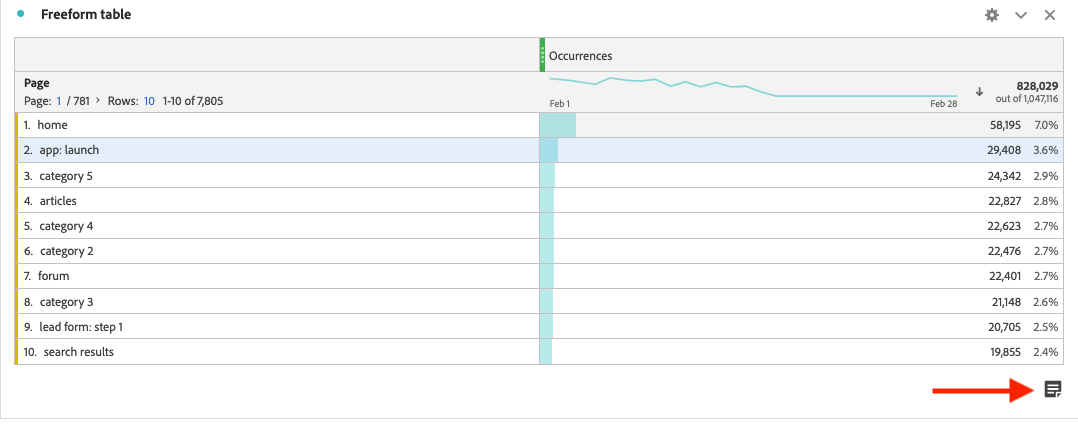 Freeform table
Occurrences
Page
Page: 1 / 781 > Rows: 10 1-10 of 7,805
Feb 1 Feb 28
828,029
out of 1,047,116
1. home 58,195 7.0%
2. app: launch 29,408 3.6%
3. category 5 24,342 2.9%
4. articles 22,827 2.8%
5. category 4 22,623 2.7%
6. category 2 22,476 2.7%
7. forum 22,401 2.7%
8. category 3 21,148 2.6%
9. lead form: step 1 20,705 2.5%
10. search results 19,855 2.4%